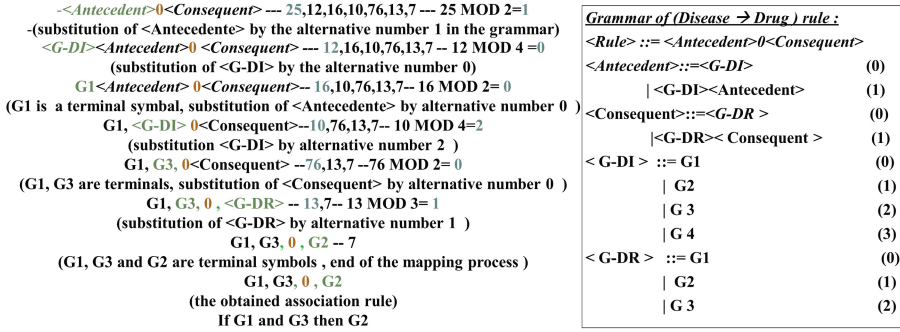 -<Antecedent>0<Consequent> --- 25,12,16,10,76,13,7 --- 25 MOD 2=1
-(substitution of <Antecedente> by the alternative number 1 in the grammar)
<G-DI><Antecedent>0 <Consequent> --- 12,16,10,76,13,7 -- 12 MOD 4 =0
(substitution of <G-DI> by the alternative number 0)
G1<Antecedent> 0 <Consequent> -- 16,10,76,13,7-- 16 MOD 2= 0
(G1 is a terminal symbal, substitution of <Antecedente> by alternative number 0 )
G1, <G-DI> 0<Consequent>--10,76,13,7-- 10 MOD 4=2
(substitution <G-DI> by alternative number 2 )
G1, G3, 0<Consequent> --76,13,7 --76 MOD 2= 0
(G1, G3 are terminals, substitution of <Consequent> by alternative number 0 )
G1, G3, 0 , <G-DR> -- 13,7-- 13 MOD 3= 1
(substitution of <G-DR> by alternative number 1 )
G1, G3, 0 , G2 -- 7
(G1, G3 and G2 are terminal symbols , end of the mapping process )
G1, G3, 0 , G2
(the obtained association rule)
If G1 and G3 then G2
Grammar of (Disease → Drug ) rule :
<Rule> ::= <Antecedent>0<Consequent>
<Antecedent>::=<G-DI> (0)
| <G-DI><Antecedent> (1)
<Consequent>::=<G-DR > (0)
|<G-DR>< Consequent > (1)
< G-DI > ::= G1 (0)
| G2 (1)
| G 3 (2)
| G 4 (3)
< G-DR > ::= G1 (0)
| G2 (1)
| G 3 (2)